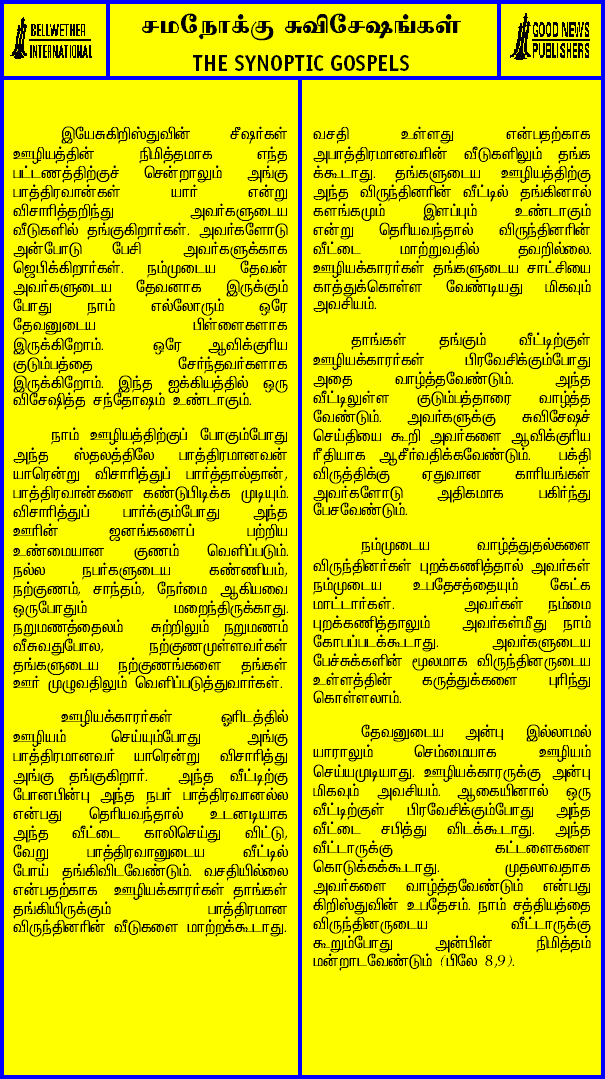 BELLWETHER
INTERNATIONAL
சமநோக்கு சுவிசேஷங்கள்
THE SYNOPTIC GOSPELS
GOOD NEWS
PUBLISHERS
இயேசுகிறிஸ்துவின் சீஷர்கள்
ஊழியத்தின் நிமித்தமாக எந்த
பட்டணத்திற்குச் சென்றாலும் அங்கு
பாத்திரவான்கள் யார் என்று
விசாரித்தறிந்து அவர்களுடைய
வீடுகளில் தங்குகிறார்கள். அவர்களோடு
அன்போடு பேசி அவர்களுக்காக
ஜெபிக்கிறார்கள். நம்முடைய தேவன்
அவர்களுடைய தேவனாக இருக்கும்
போது நாம் எல்லோரும் ஒரே
தேவனுடைய பிள்ளைகளாக
இருக்கிறோம். ஒரே ஆவிக்குரிய
குடும்பத்தை சேர்ந்தவர்களாக
இருக்கிறோம். இந்த ஐக்கியத்தில் ஒரு
விசேஷித்த சந்தோஷம் உண்டாகும்.
நாம் ஊழியத்திற்குப் போகும்போது
அந்த ஸ்தலத்திலே பாத்திரமானவன்
யாரென்று விசாரித்துப் பார்த்தால்தான்,
பாத்திரவான்களை கண்டுபிடிக்க முடியும்.
விசாரித்துப் பார்க்கும்போது அந்த
ஊரின் ஜனங்களைப் பற்றிய
உண்மையான குணம் வெளிப்படும்.
நல்ல நபர்களுடைய கண்ணியம்,
நற்குணம், சாந்தம், நேர்மை ஆகியவை
ஒருபோதும் மறைந்திருக்காது.
நறுமணத்தைலம் சுற்றிலும் நறுமணம்
வீசுவதுபோல, நற்குணமுள்ளவர்கள்
தங்களுடைய நற்குணங்களை தங்கள்
ஊர் முழுவதிலும் வெளிப்படுத்துவார்கள்.
ஊழியக்காரர்கள் ஓரிடத்தில்
ஊழியம் செய்யும்போது அங்கு
பாத்திரமானவர் யாரென்று விசாரித்து
அங்கு தங்குகிறார். அந்த வீட்டிற்கு
போனபின்பு அந்த நபர் பாத்திரவானல்ல
என்பது தெரியவந்தால் உடனடியாக
அந்த வீட்டை காலிசெய்து விட்டு,
வேறு பாத்திரவானுடைய வீட்டில்
போய் தங்கிவிடவேண்டும். வசதியில்லை
என்பதற்காக ஊழியக்காரர்கள் தாங்கள்
தங்கியிருக்கும் பாத்திரமான
விருந்தினரின் வீடுகளை மாற்றக்கூடாது.
வசதி உள்ளது என்பதற்காக
அபாத்திரமானவரின் வீடுகளிலும் தங்க
க்கூடாது. தங்களுடைய ஊழியத்திற்கு
அந்த விருந்தினரின் வீட்டில் தங்கினால்
களங்கமும் இளப்பும் உண்டாகும்
என்று தெரியவந்தால் விருந்தினரின்
வீட்டை மாற்றுவதில் தவறில்லை.
ஊழியக்காரர்கள் தங்களுடைய சாட்சியை
காத்துக்கொள்ள வேண்டியது மிகவும்
அவசியம்.
தாங்கள் தங்கும் வீட்டிற்குள்
ஊழியக்காரர்கள் பிரவேசிக்கும்போது
அதை வாழ்த்தவேண்டும். அந்த
வீட்டிலுள்ள குடும்பத்தாரை வாழ்த்த
வேண்டும். அவர்களுக்கு சுவிசேஷச்
செய்தியை கூறி அவர்களை ஆவிக்குரிய
ரீதியாக ஆசீர்வதிக்கவேண்டும். பக்தி
விருத்திக்கு ஏதுவான காரியங்கள்
அவர்களோடு அதிகமாக பகிர்ந்து
பேசவேண்டும்.
நம்முடைய வாழ்த்துதல்களை
விருந்தினர்கள் புறக்கணித்தால் அவர்கள்
நம்முடைய உபதேசத்தையும் கேட்க
மாட்டார்கள். அவர்கள் நம்மை
புறக்கணித்தாலும் அவர்கள்மீது நாம்
கோபப்படக்கூடாது. அவர்களுடைய
பேச்சுக்களின் மூலமாக விருந்தினருடைய
உள்ளத்தின் கருத்துக்களை புரிந்து
கொள்ளலாம்.
தேவனுடைய அன்பு இல்லாமல்
யாராலும் செம்மையாக ஊழியம்
செய்யமுடியாது. ஊழியக்காரருக்கு அன்பு
மிகவும் அவசியம். ஆகையினால் ஒரு
வீட்டிற்குள் பிரவேசிக்கும்போது அந்த
வீட்டை சபித்து விடக்கூடாது. அந்த
வீட்டாருக்கு கட்டளைகளை
கொடுக்கக்கூடாது. முதலாவதாக
அவர்களை வாழ்த்தவேண்டும் என்பது
கிறிஸ்துவின் உபதேசம். நாம் சத்தியத்தை
விருந்தினருடைய வீட்டாருக்கு
கூறும்போது அன்பின் நிமித்தம்
மன்றாடவேண்டும் (பிலே 8,9).